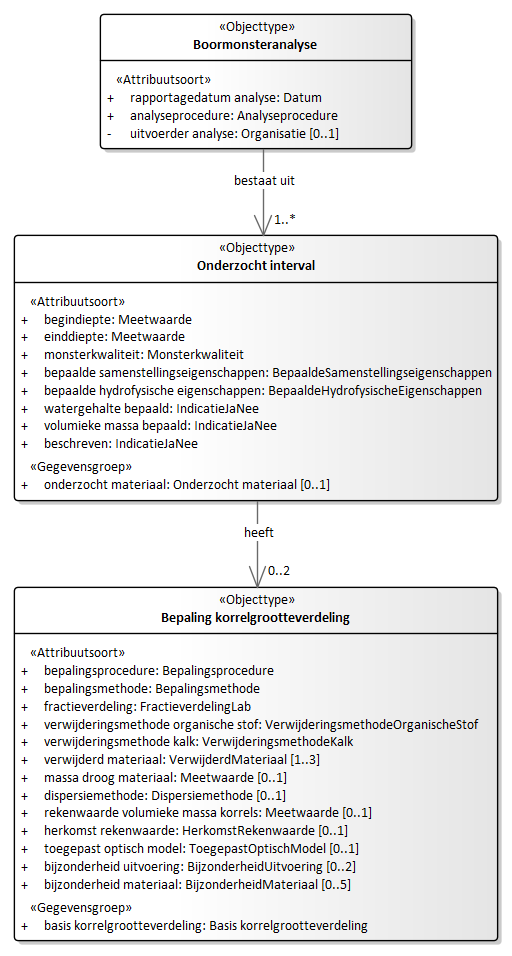 «Objecttype»
Boormonsteranalyse
«Attribuutsoort»
+ rapportagedatum analyse: Datum
+ analyseprocedure: Analyseprocedure
- uitvoerder analyse: Organisatie [0..1]
bestaat uit
1..*
«Objecttype»
Onderzocht interval
«Attribuutsoort»
+ begindiepte: Meetwaarde
+ einddiepte: Meetwaarde
+ monsterkwaliteit: Monsterkwaliteit
+ bepaalde samenstellingseigenschappen: BepaaldeSamenstellingseigenschappen
+ bepaalde hydrofysische eigenschappen: BepaaldeHydrofysischeEigenschappen
+ watergehalte bepaald: IndicatieJaNee
+ volumieke massa bepaald: IndicatieJaNee
+ beschreven: IndicatieJaNee
«Gegevensgroep»
+ onderzocht materiaal: Onderzocht materiaal [0..1]
heeft
0..2
«Objecttype»
Bepaling korrelgrootteverdeling
«Attribuutsoort»
+ bepalingsprocedure: Bepalingsprocedure
+ bepalingsmethode: Bepalingsmethode
+ fractieverdeling: FractieverdelingLab
+ verwijderingsmethode organische stof: VerwijderingsmethodeOrganischeStof
+ verwijderingsmethode kalk: VerwijderingsmethodeKalk
+ verwijderd materiaal: VerwijderdMateriaal [1..3]
+ massa droog materiaal: Meetwaarde [0..1]
+ dispersiemethode: Dispersiemethode [0..1]
+ rekenwaarde volumieke massa korrels: Meetwaarde [0..1]
+ herkomst rekenwaarde: HerkomstRekenwaarde [0..1]
+ toegepast optisch model: ToegepastOptischModel [0..1]
+ bijzonderheid uitvoering: BijzonderheidUitvoering [0..2]
+ bijzonderheid materiaal: BijzonderheidMateriaal [0..5]
«Gegevensgroep»
+ basis korrelgrootteverdeling: Basis korrelgrootteverdeling